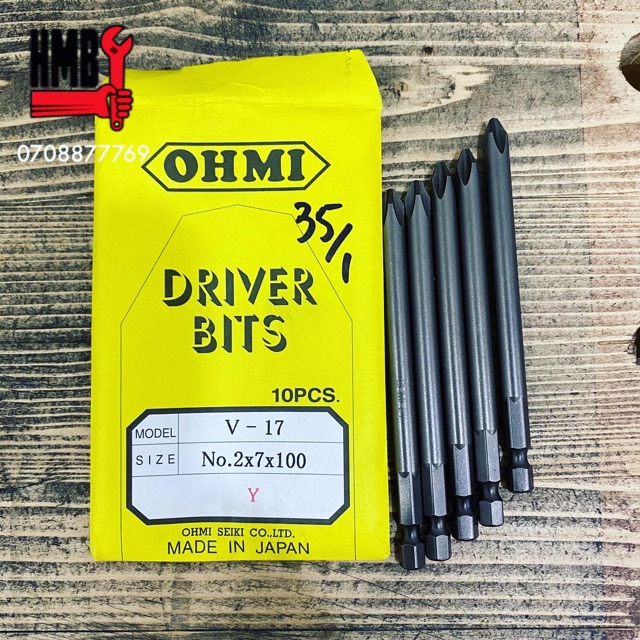 HMB
0708877769
OHMI
35/1
DRIVER
BITS
10PCS.
MODEL V-17
SIZE No.2x7x100
Y
OHMI SEIKI CO.,LTD.
MADE IN JAPAN